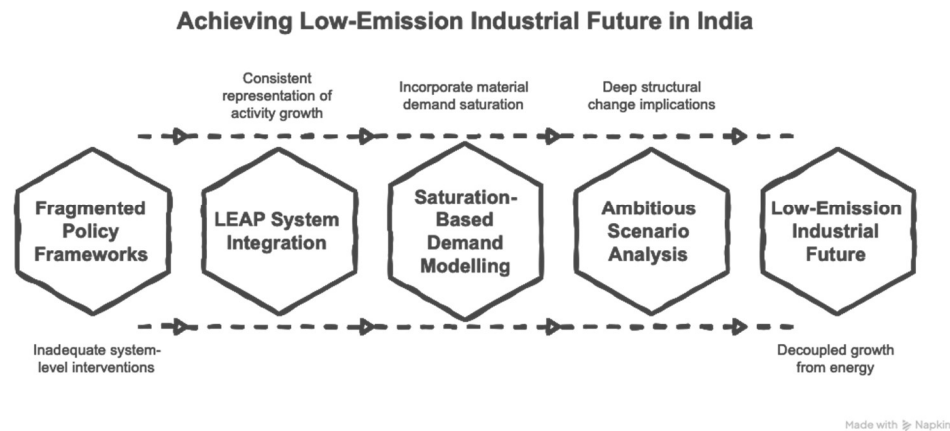 Achieving Low-Emission Industrial Future in India
Consistent
representation of
activity growth
Incorporate material
demand saturation
Deep structural
change implications
Fragmented
Policy
Frameworks
LEAP System
Integration
Saturation-
Based
Demand
Modelling
Ambitious
Scenario
Analysis
Low-Emission
Industrial
Future
Inadequate system-
level interventions
Decoupled growth
from energy
Made with Napkin